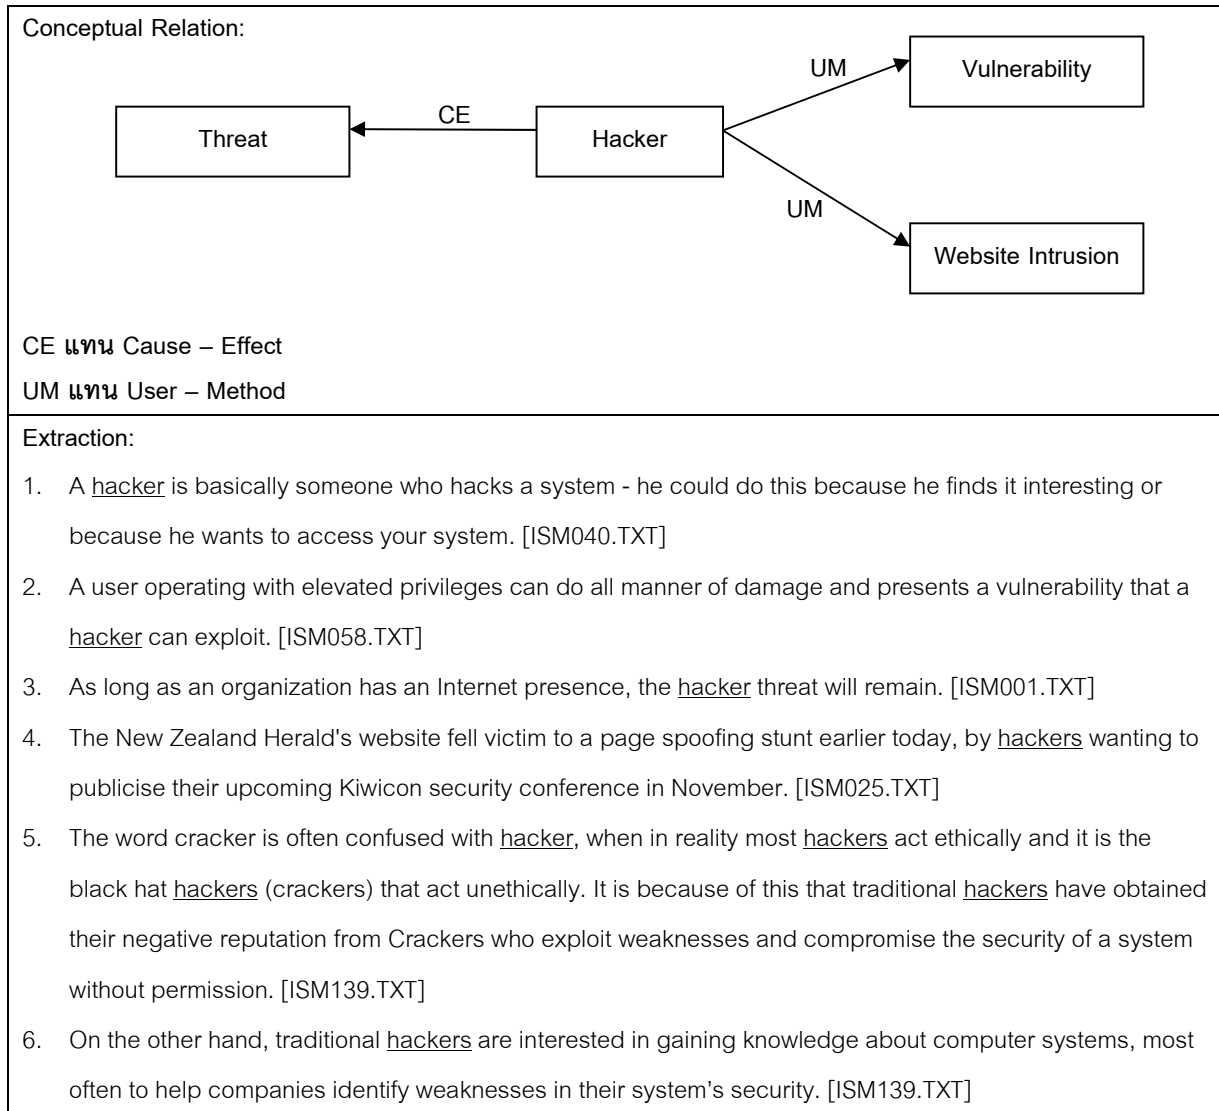 Conceptual Relation:
UM
Vulnerability
CE
Threat
Hacker
UM
Website Intrusion
CE แทน Cause – Effect
UM แทน User – Method
Extraction:
1. A hacker is basically someone who hacks a system - he could do this because he finds it interesting or
because he wants to access your system. [ISM040.TXT]
2. A user operating with elevated privileges can do all manner of damage and presents a vulnerability that a
hacker can exploit. [ISM058.TXT]
3. As long as an organization has an Internet presence, the hacker threat will remain. [ISM001.TXT]
4. The New Zealand Herald's website fell victim to a page spoofing stunt earlier today, by hackers wanting to
publicise their upcoming Kiwicon security conference in November. [ISM025.TXT]
5. The word cracker is often confused with hacker, when in reality most hackers act ethically and it is the
black hat hackers (crackers) that act unethically. It is because of this that traditional hackers have obtained
their negative reputation from Crackers who exploit weaknesses and compromise the security of a system
without permission. [ISM139.TXT]
6. On the other hand, traditional hackers are interested in gaining knowledge about computer systems, most
often to help companies identify weaknesses in their system’s security. [ISM139.TXT]